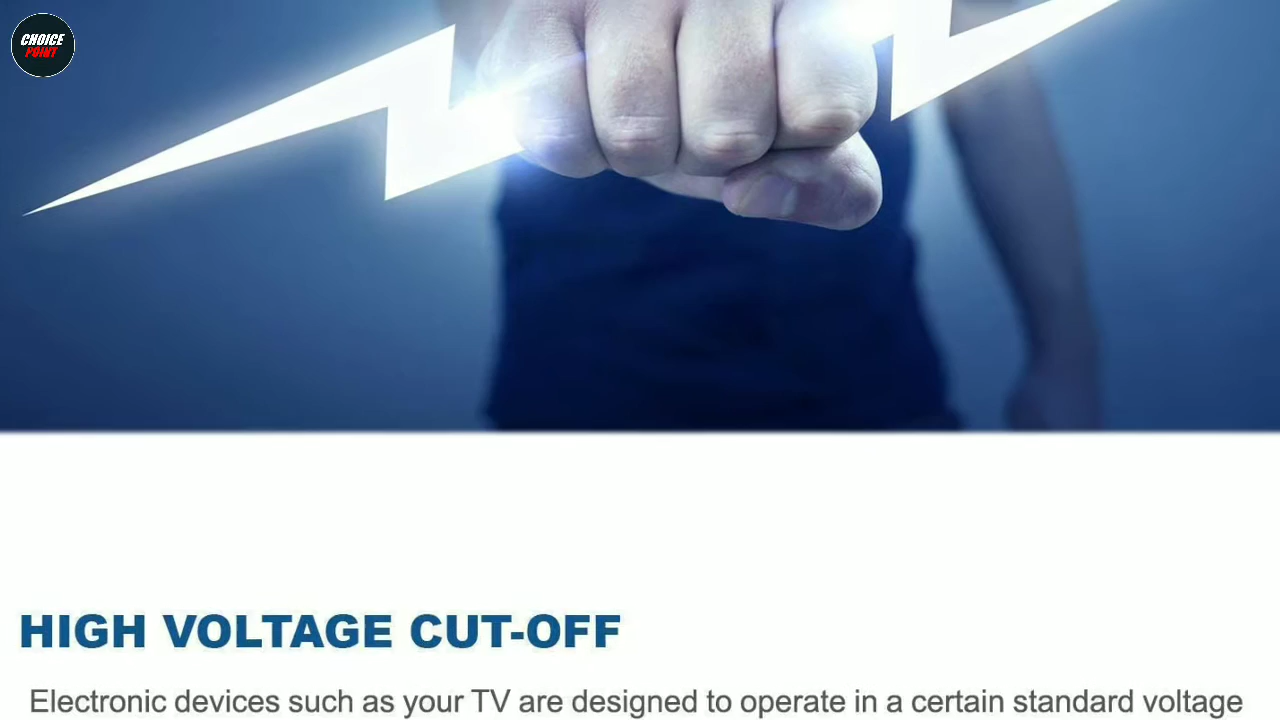 CHOICE
POINT
HIGH VOLTAGE CUT-OFF
Electronic devices such as your TV are designed to operate in a certain standard voltage